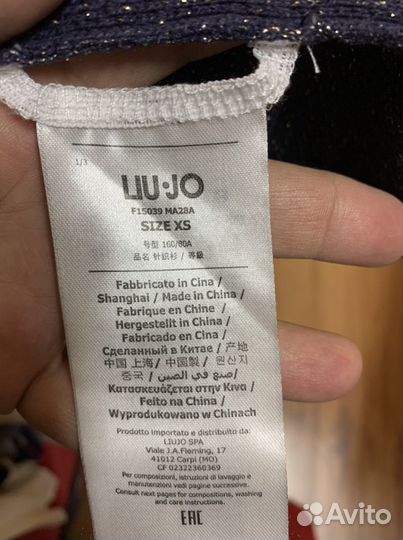 1/3
LIU·JO
F15039 MA28A
SIZE XS
号型 160/80A
品名 针织衫 / 等級
Fabbricato in Cina /
Shanghai / Made in China /
Fabrique en Chine /
Hergestellt in China /
Fabricado en China /
Сделанный в Китае / 产地
中国 上海 / 中国製 / 원산지
중국 / صنع في الصين /
Κατασκευάζεται στην Κινα /
Feito na China /
Wyprodukowano w Chinach
Prodotto importato e distribuito da:
LIUJO SPA
Viale J.A.Fleming, 17
41012 Carpi (MO)
CF 02322360369
Per composizioni, istruzioni di lavaggio e
manutenzioni vedi pagine successive.
Consult next pages for composition, washing
and care instructions.
EAC
Avito